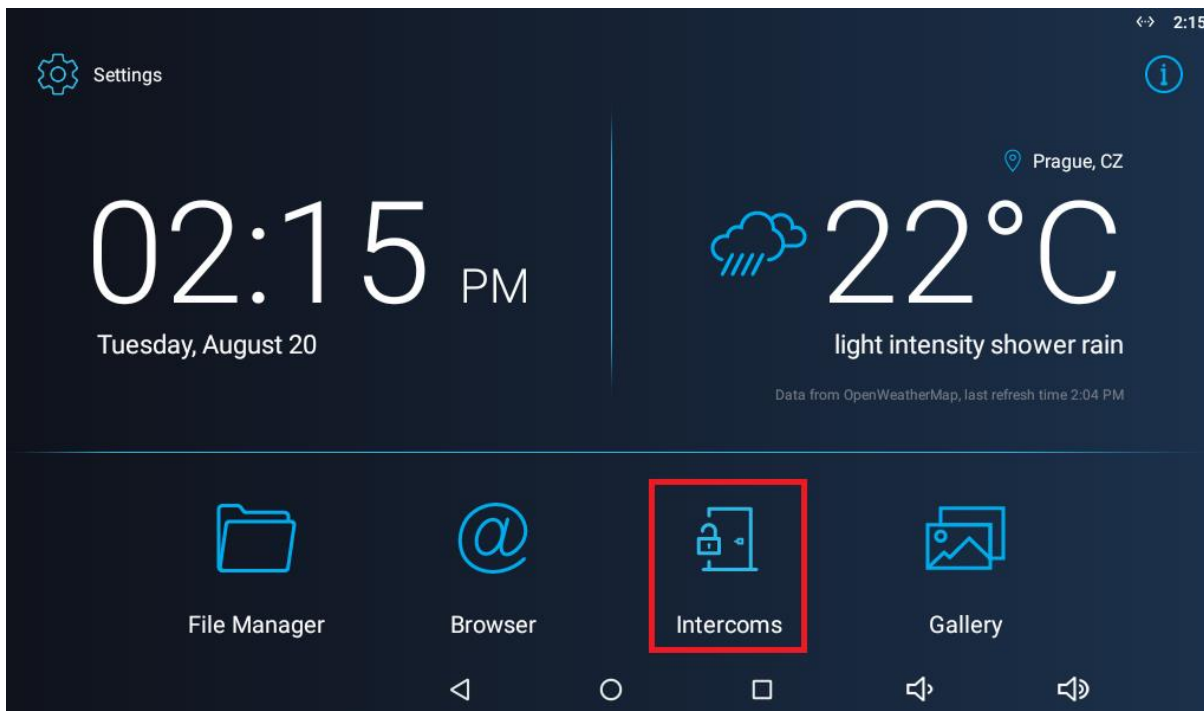 2:15
Settings
Prague, CZ
02:15 PM
22°C
Tuesday, August 20
light intensity shower rain
Data from OpenWeatherMap, last refresh time 2:04 PM
File Manager
Browser
Intercoms
Gallery